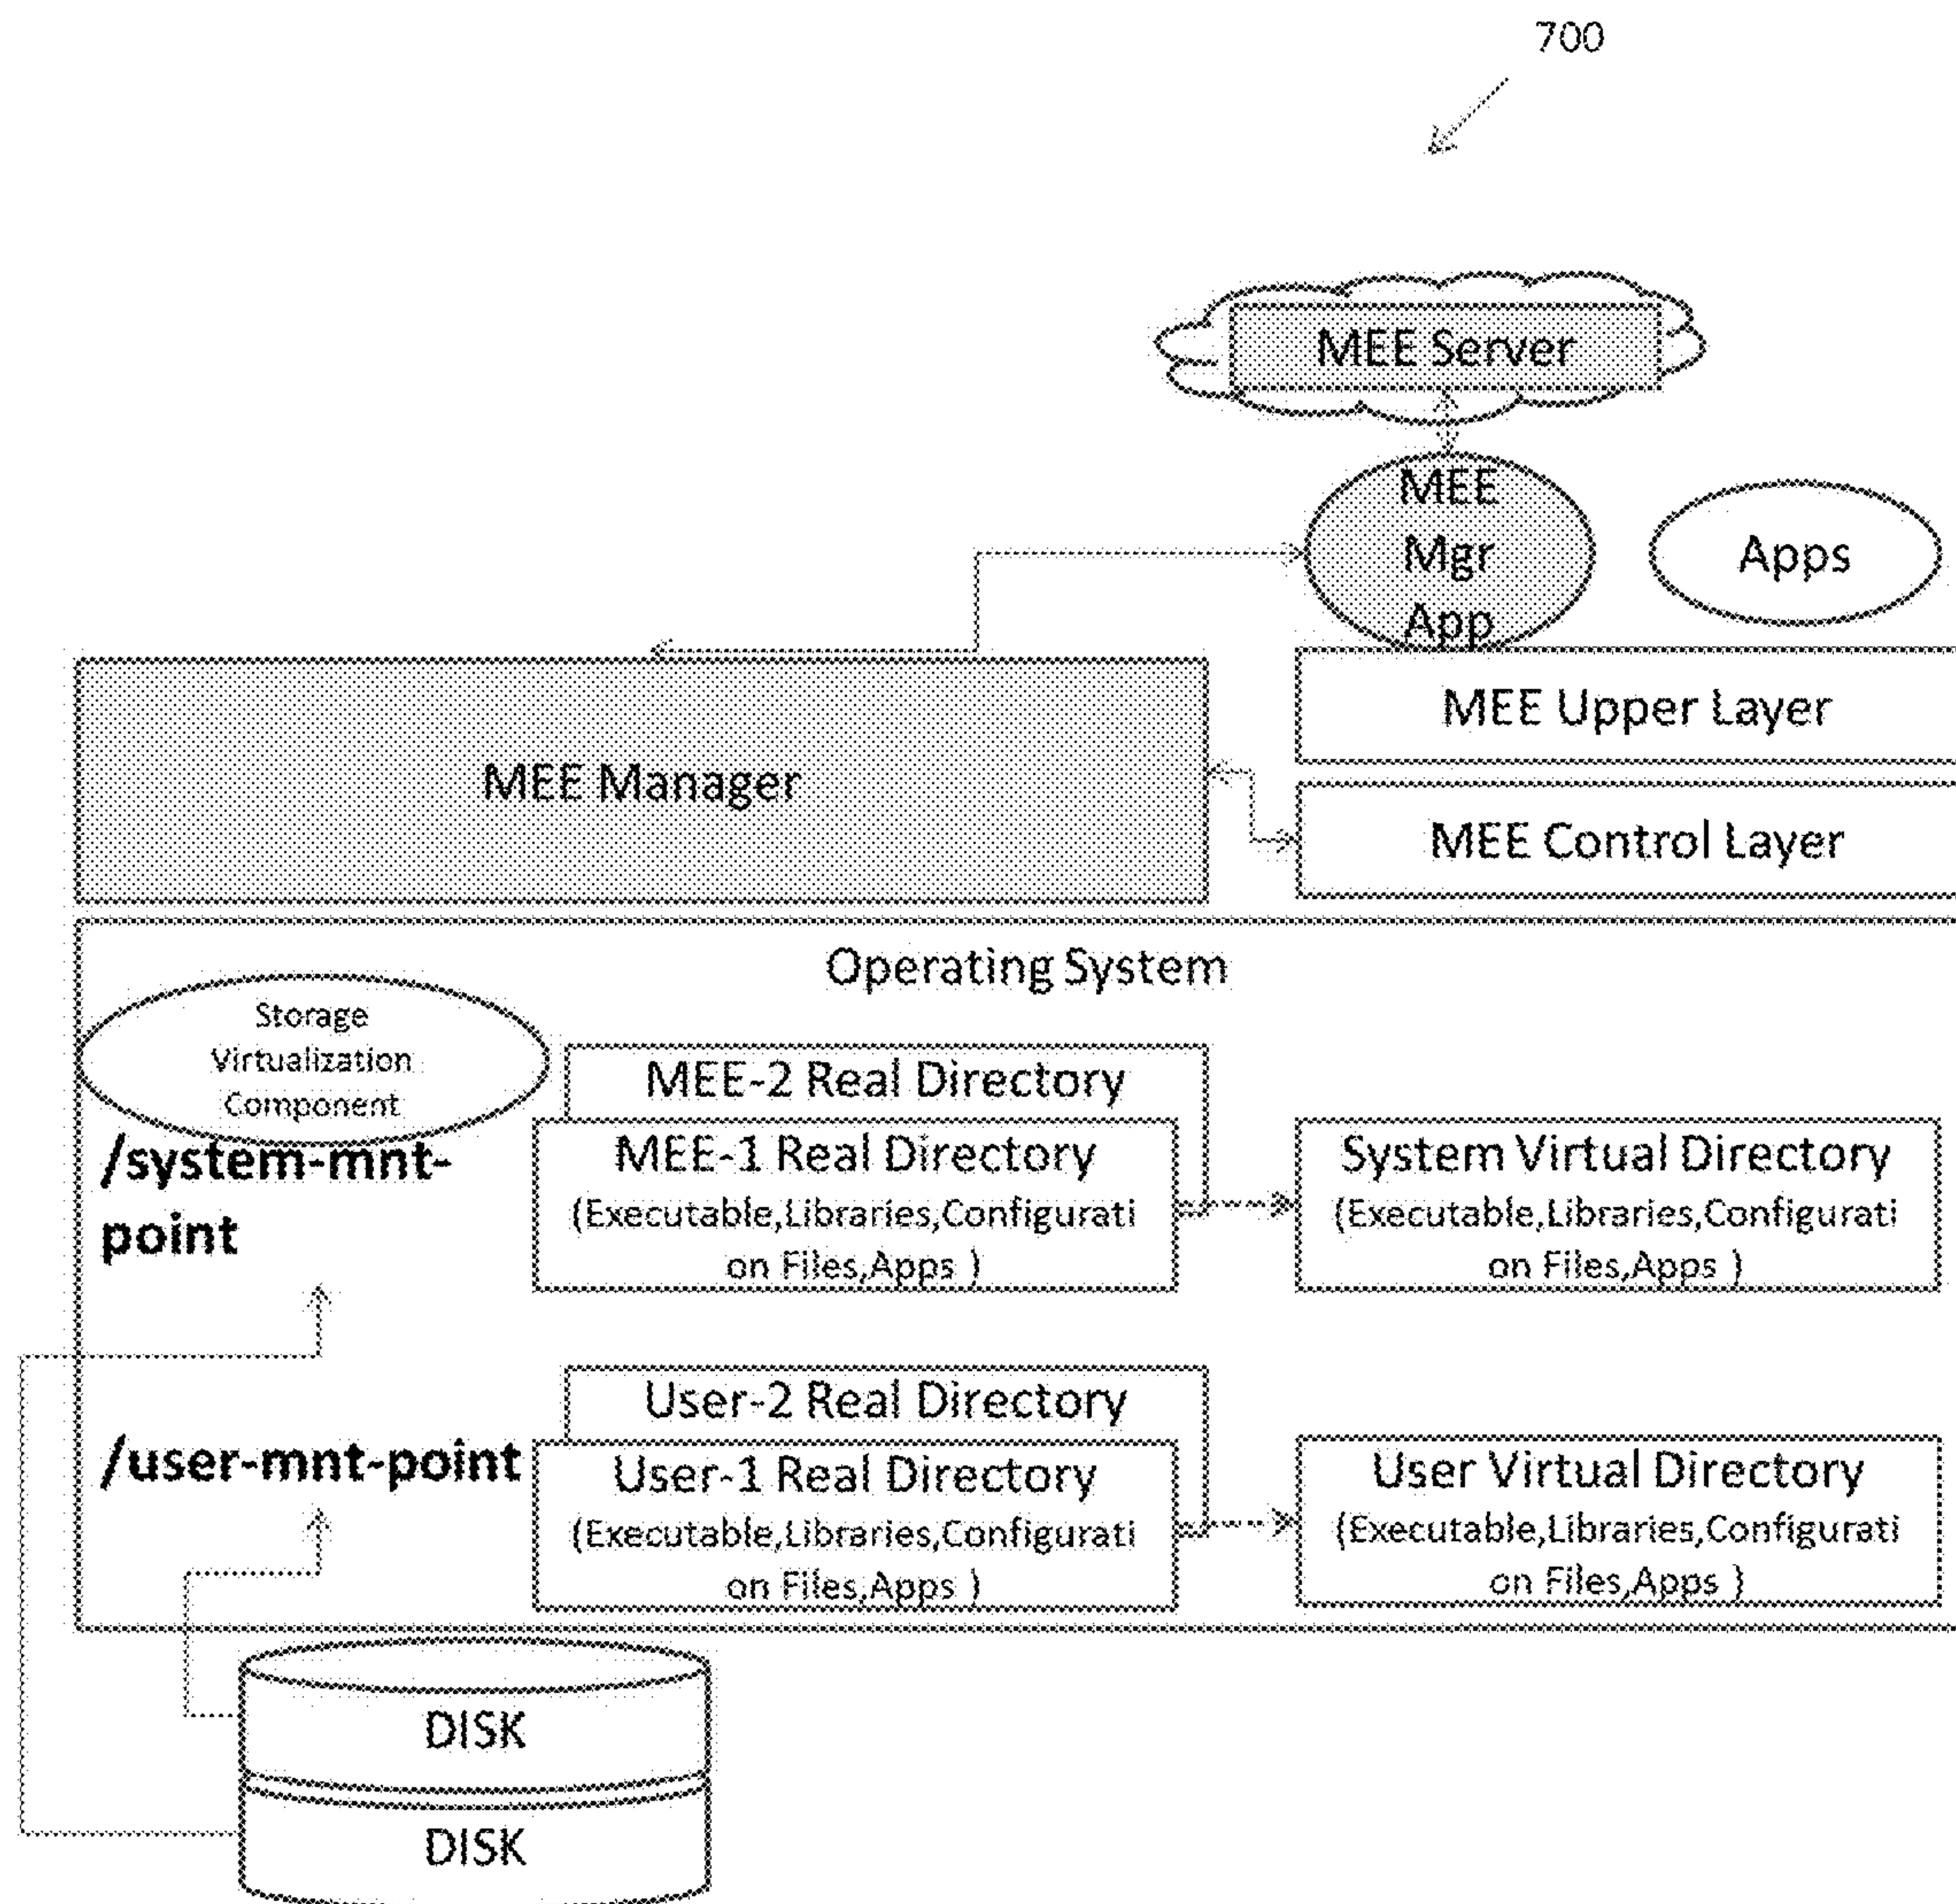 700
MEE Server
MEE
Mgr
App
Apps
MEE Upper Layer
MEE Manager
MEE Control Layer
Operating System
Storage
Virtualization
Component
/system-mnt-
point
MEE-2 Real Directory
MEE-1 Real Directory
(Executable,Libraries,Configurati
on Files,Apps )
System Virtual Directory
(Executable,Libraries,Configurati
on Files,Apps )
/user-mnt-point
User-2 Real Directory
User-1 Real Directory
(Executable,Libraries,Configurati
on Files,Apps )
User Virtual Directory
(Executable,Libraries,Configurati
on Files,Apps )
DISK
DISK